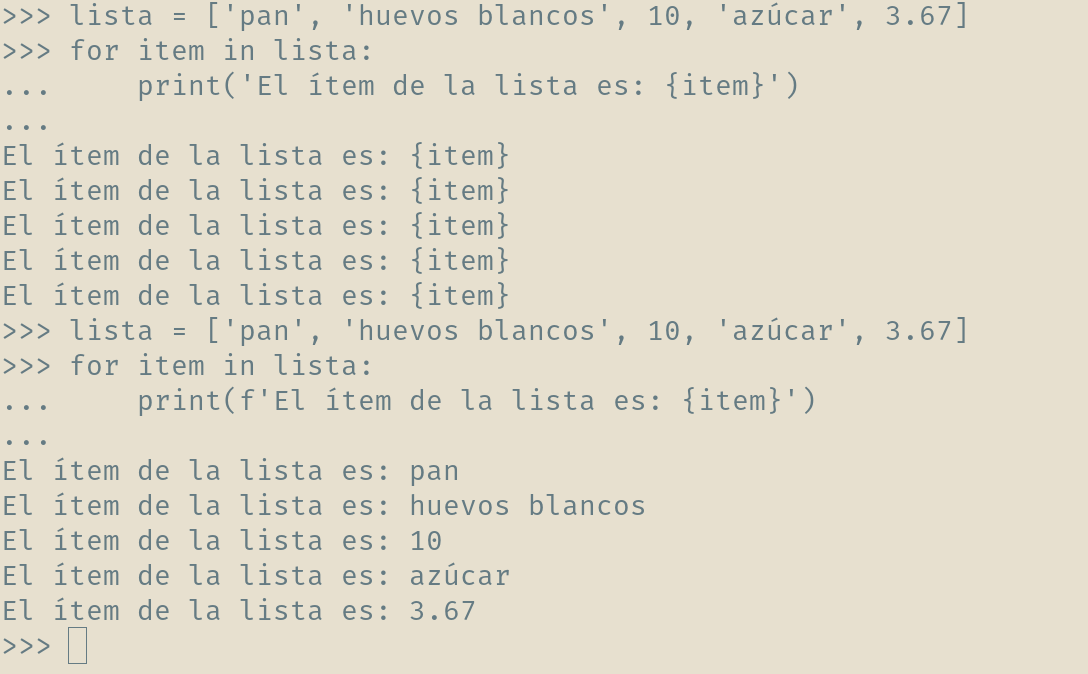 >>> lista = ['pan', 'huevos blancos', 10, 'azúcar', 3.67]
>>> for item in lista:
...     print('El ítem de la lista es: {item}')
...
El ítem de la lista es: {item}
El ítem de la lista es: {item}
El ítem de la lista es: {item}
El ítem de la lista es: {item}
El ítem de la lista es: {item}
>>> lista = ['pan', 'huevos blancos', 10, 'azúcar', 3.67]
>>> for item in lista:
...     print(f'El ítem de la lista es: {item}')
...
El ítem de la lista es: pan
El ítem de la lista es: huevos blancos
El ítem de la lista es: 10
El ítem de la lista es: azúcar
El ítem de la lista es: 3.67
>>>